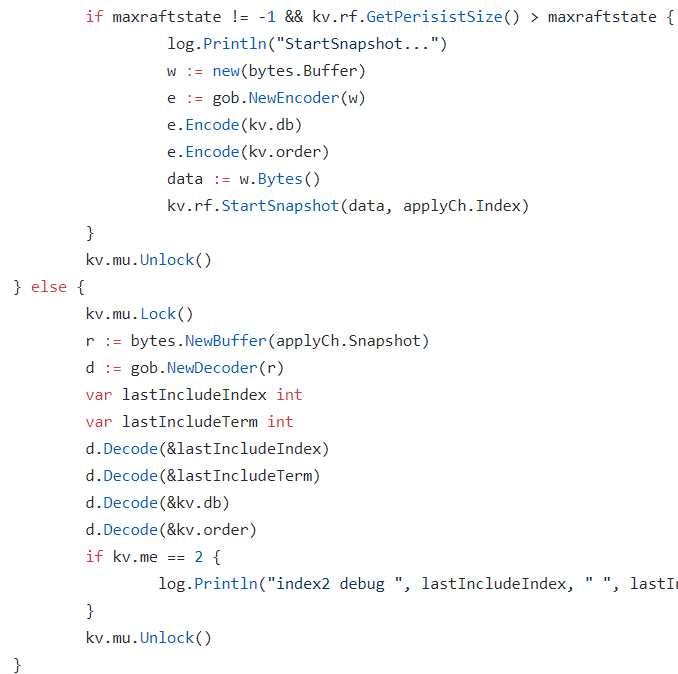 if maxraftstate != -1 && kv.rf.GetPerisistSize() > maxraftstate {
log.Println("StartSnapshot...")
w := new(bytes.Buffer)
e := gob.NewEncoder(w)
e.Encode(kv.db)
e.Encode(kv.order)
data := w.Bytes()
kv.rf.StartSnapshot(data, applyCh.Index)
}
kv.mu.Unlock()
} else {
kv.mu.Lock()
r := bytes.NewBuffer(applyCh.Snapshot)
d := gob.NewDecoder(r)
var lastIncludeIndex int
var lastIncludeTerm int
d.Decode(&lastIncludeIndex)
d.Decode(&lastIncludeTerm)
d.Decode(&kv.db)
d.Decode(&kv.order)
if kv.me == 2 {
log.Println("index2 debug ", lastIncludeIndex, " ",
}
kv.mu.Unlock()
}